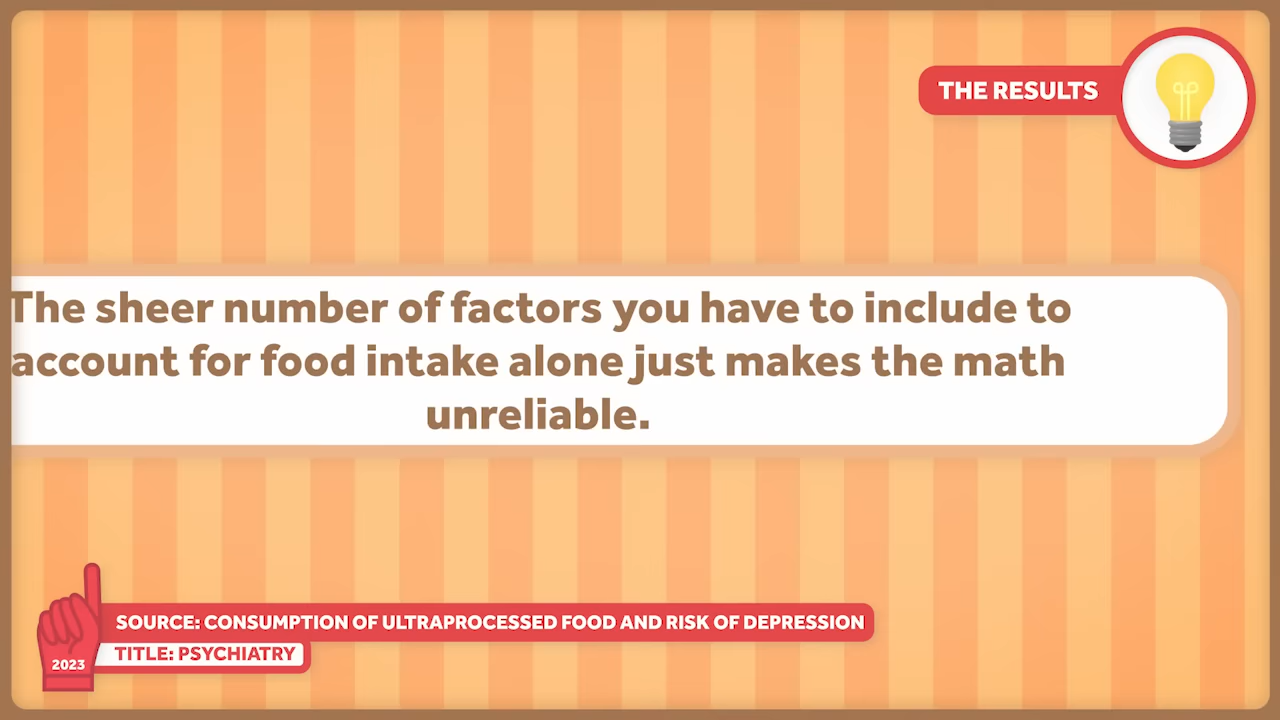 THE RESULTS
The sheer number of factors you have to include to
account for food intake alone just makes the math
unreliable.
SOURCE: CONSUMPTION OF ULTRAPROCESSED FOOD AND RISK OF DEPRESSION
TITLE: PSYCHIATRY
2023